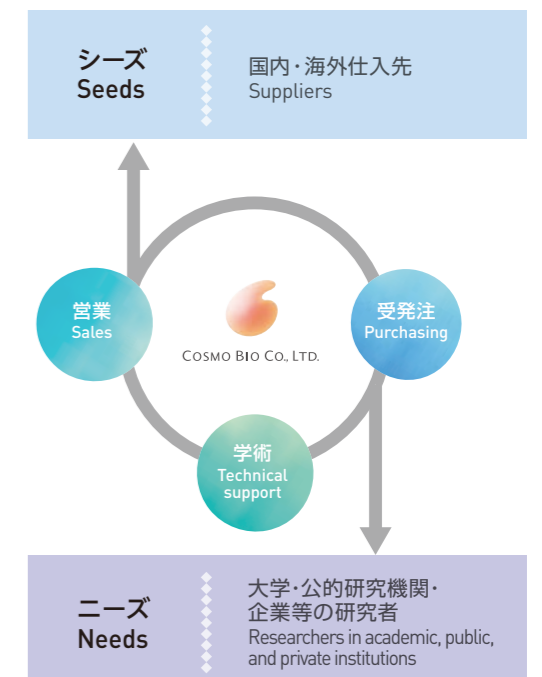 シーズ
Seeds
国内・海外仕入先
Suppliers
営業
Sales
COSMO BIO CO., LTD.
受発注
Purchasing
学術
Technical
support
ニーズ
Needs
大学・公的研究機関・
企業等の研究者
Researchers in academic, public,
and private institutions